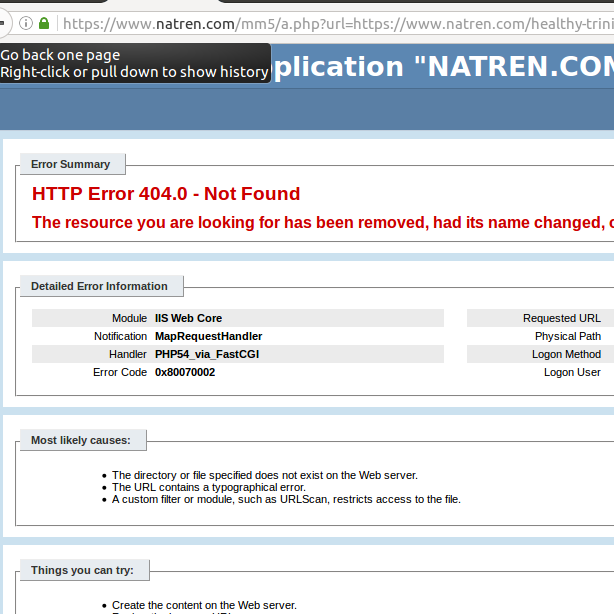 https://www.natren.com/mm5/a.php?url=https://www.natren.com/healthy-trini
Go back one page
Right-click or pull down to show history
plication "NATREN.COM
Error Summary
HTTP Error 404.0 - Not Found
The resource you are looking for has been removed, had its name changed,
Detailed Error Information
Module IIS Web Core
Notification MapRequestHandler
Handler PHP54_via_FastCGI
Error Code 0x80070002
Requested URL
Physical Path
Logon Method
Logon User
Most likely causes:
The directory or file specified does not exist on the Web server.
The URL contains a typographical error.
A custom filter or module, such as URLScan, restricts access to the file.
Things you can try:
Create the content on the Web server.